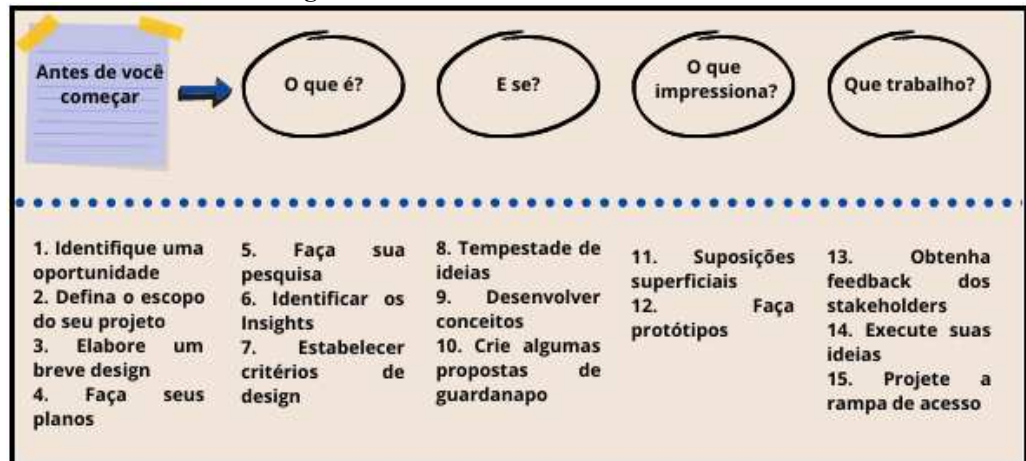 Antes de você
começar
O que é?
E se?
O que
impressiona?
Que trabalho?
1. Identifique uma
oportunidade
2. Defina o escopo
do seu projeto
3. Elabore um
breve design
4. Faça seus
planos
5. Faça sua
pesquisa
6. Identificar os
Insights
7. Estabelecer
critérios de
design
8. Tempestade de
ideias
9. Desenvolver
conceitos
10. Crie algumas
propostas de
guardanapo
11. Suposições
superficiais
12. Faça
protótipos
13. Obtenha
feedback dos
stakeholders
14. Execute suas
ideias
15. Projete a
rampa de acesso